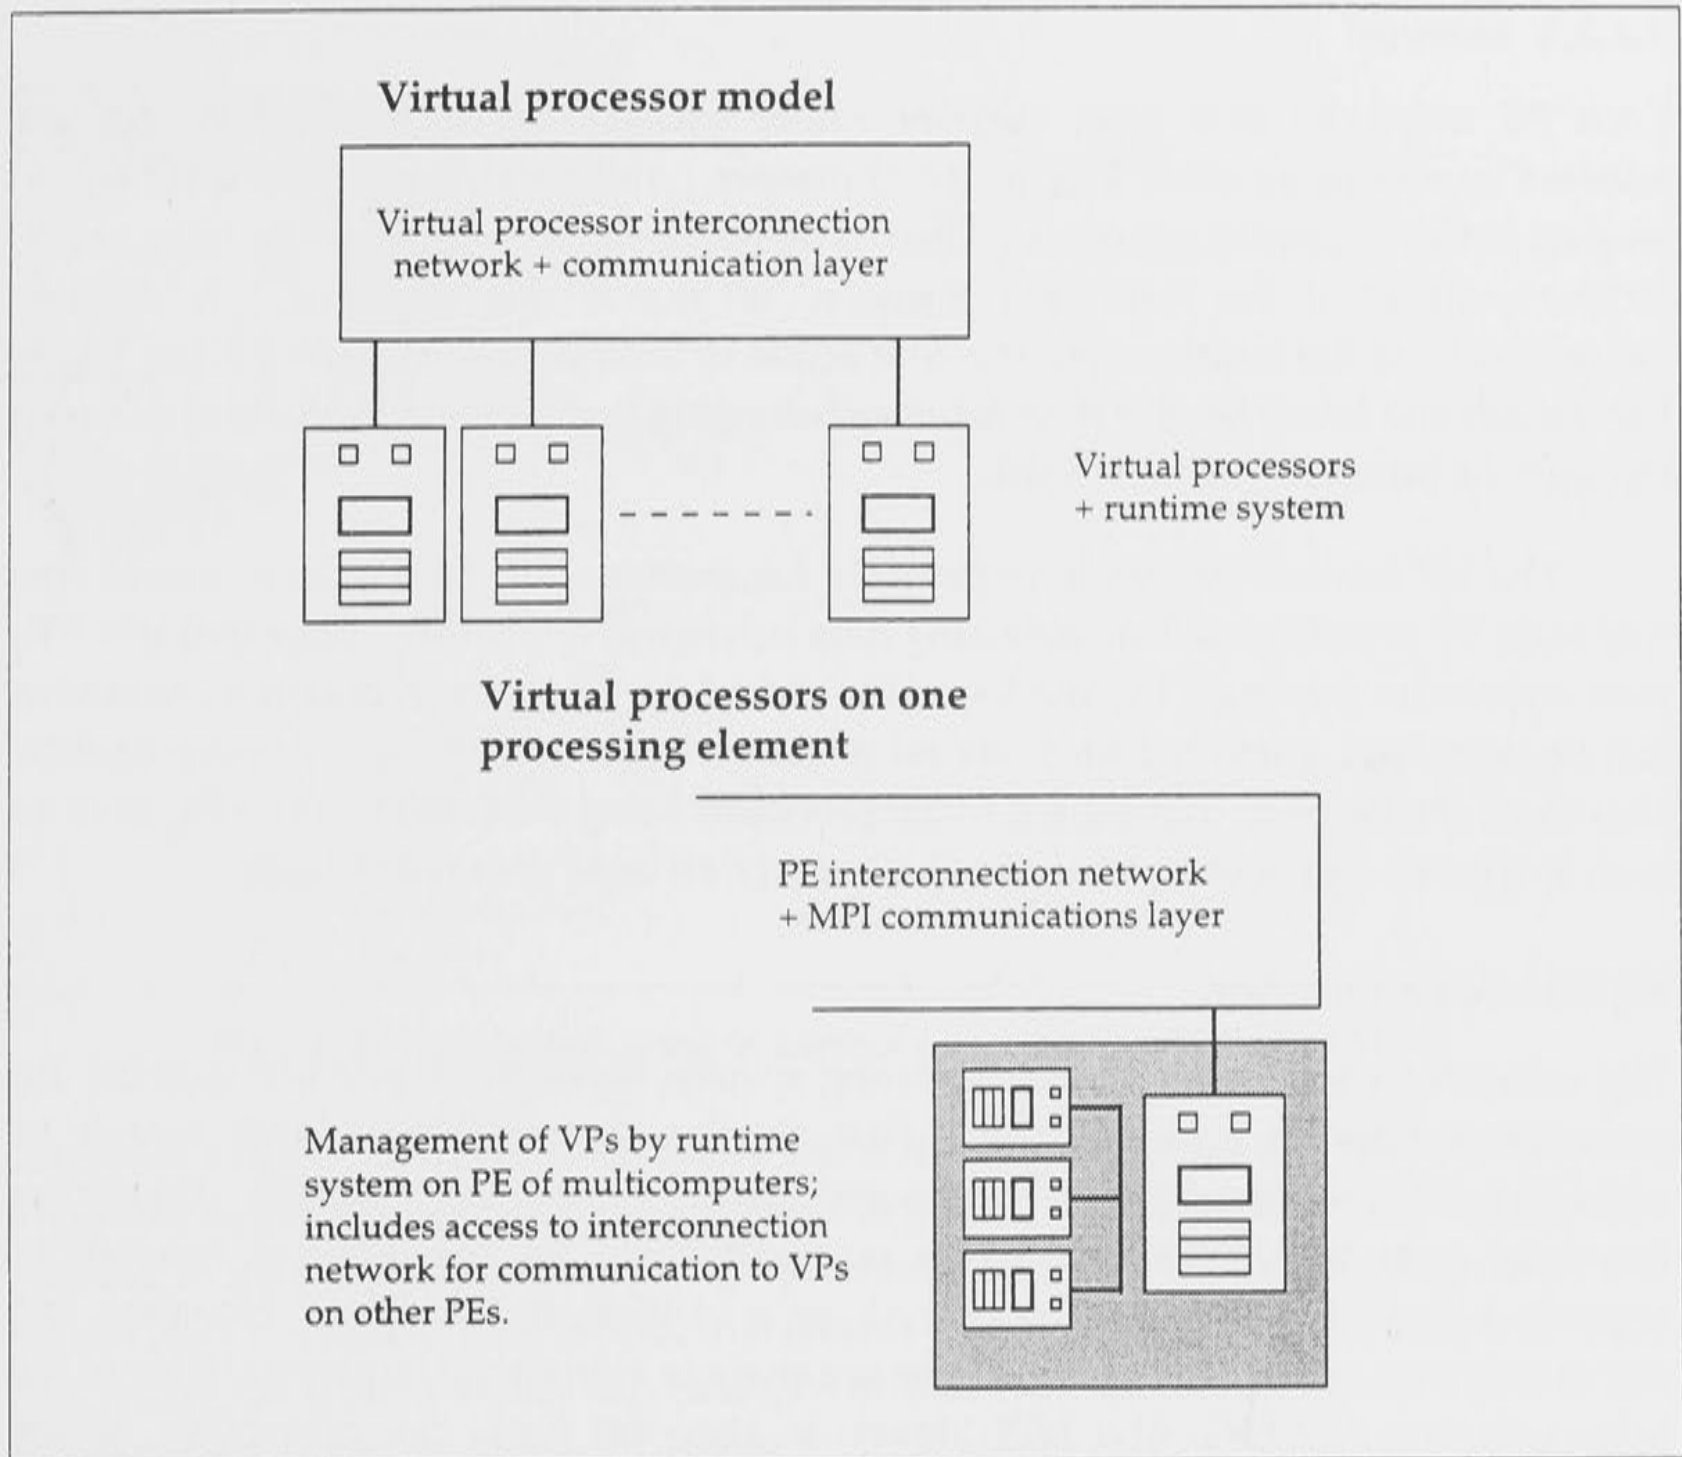 Virtual processor model
Virtual processor interconnection
network + communication layer
Virtual processors
+ runtime system
Virtual processors on one
processing element
PE interconnection network
+ MPI communications layer
Management of VPs by runtime
system on PE of multicomputers;
includes access to interconnection
network for communication to VPs
on other PEs.